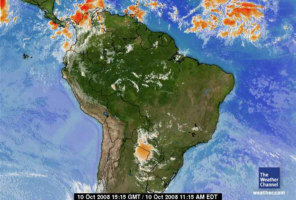 The
Weather
Channel
weather.com
10 Oct 2008 15:15 GMT / 10 Oct 2008 11:15 AM EDT